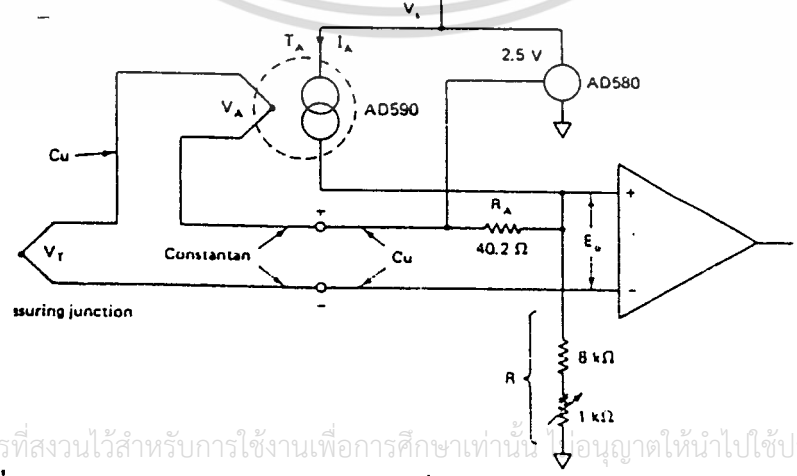 Vs
TA IA
2.5 V
VA
AD590
AD580
Cu
RA
+
+
40.2 Ω
Eo
VT
Constantan
Cu
-
-
ssuring junction
R
8 kΩ
1 kΩ
รที่สงวนไว้สำหรับการใช้งานเพื่อการศึกษาเท่านั้น ไม่อนุญาตให้นำไปใช้ป